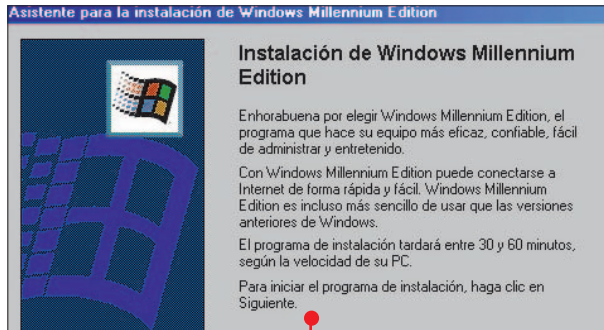 Asistente para la instalación de Windows Millennium Edition
Instalación de Windows Millennium
Edition
Enhorabuena por elegir Windows Millennium Edition, el
programa que hace su equipo más eficaz, confiable, fácil
de administrar y entretenido.
Con Windows Millennium Edition puede conectarse a
Internet de forma rápida y fácil. Windows Millennium
Edition es incluso más sencillo de usar que las versiones
anteriores de Windows.
El programa de instalación tardará entre 30 y 60 minutos,
según la velocidad de su PC.
Para iniciar el programa de instalación, haga clic en
Siguiente.